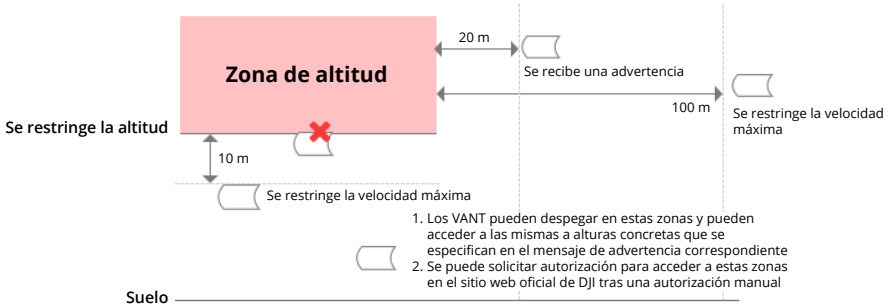 20 m
Zona de altitud
Se recibe una advertencia
100 m
Se restringe la velocidad
máxima
Se restringe la altitud
10 m
Se restringe la velocidad máxima
1. Los VANT pueden despegar en estas zonas y pueden
acceder a las mismas a alturas concretas que se
especifican en el mensaje de advertencia correspondiente
2. Se puede solicitar autorización para acceder a estas zonas
en el sitio web oficial de DJI tras una autorización manual
Suelo